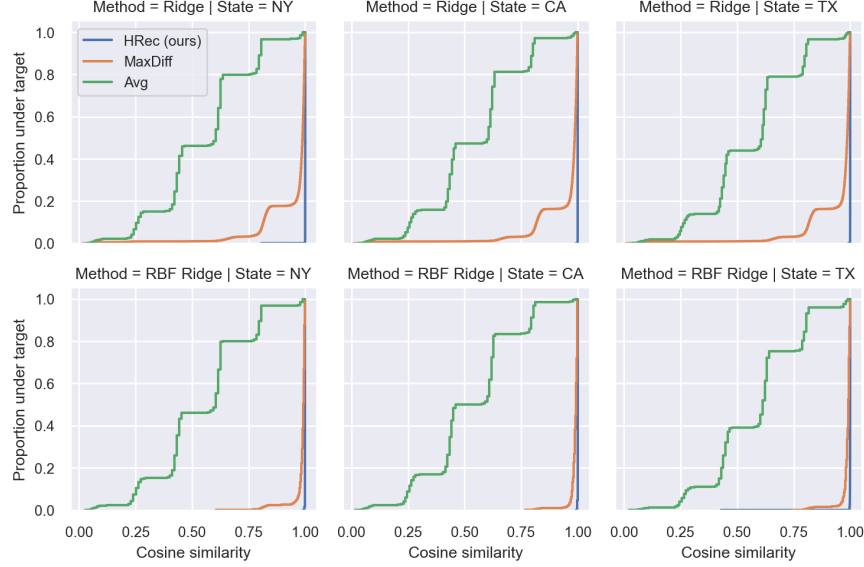 Method = Ridge | State = NY
Method = Ridge | State = CA
Method = Ridge | State = TX
Proportion under target
1.0
0.8
0.6
0.4
0.2
0.0
HRec (ours)
MaxDiff
Avg
Method = RBF Ridge | State = NY
Method = RBF Ridge | State = CA
Method = RBF Ridge | State = TX
Proportion under target
1.0
0.8
0.6
0.4
0.2
0.0
0.00 0.25 0.50 0.75 1.00
0.00 0.25 0.50 0.75 1.00
0.00 0.25 0.50 0.75 1.00
Cosine similarity
Cosine similarity
Cosine similarity